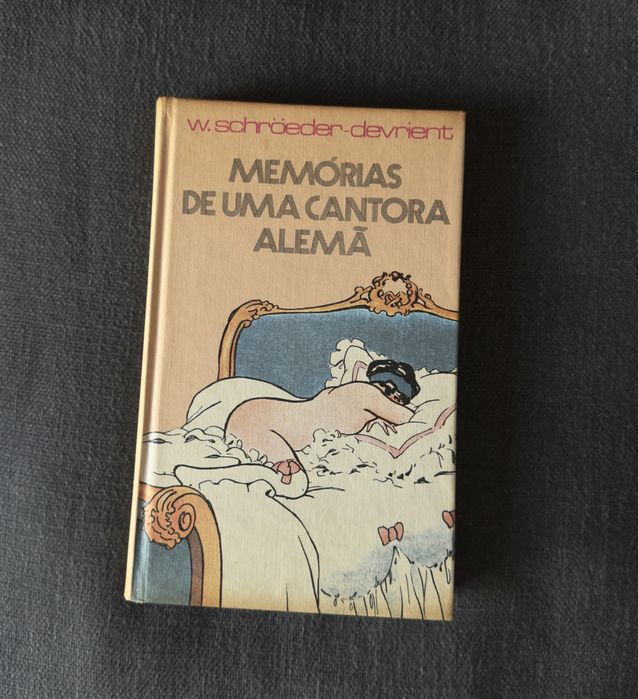 w. schröeder-devrient
MEMÓRIAS
DE UMA CANTORA
ALEMÃ